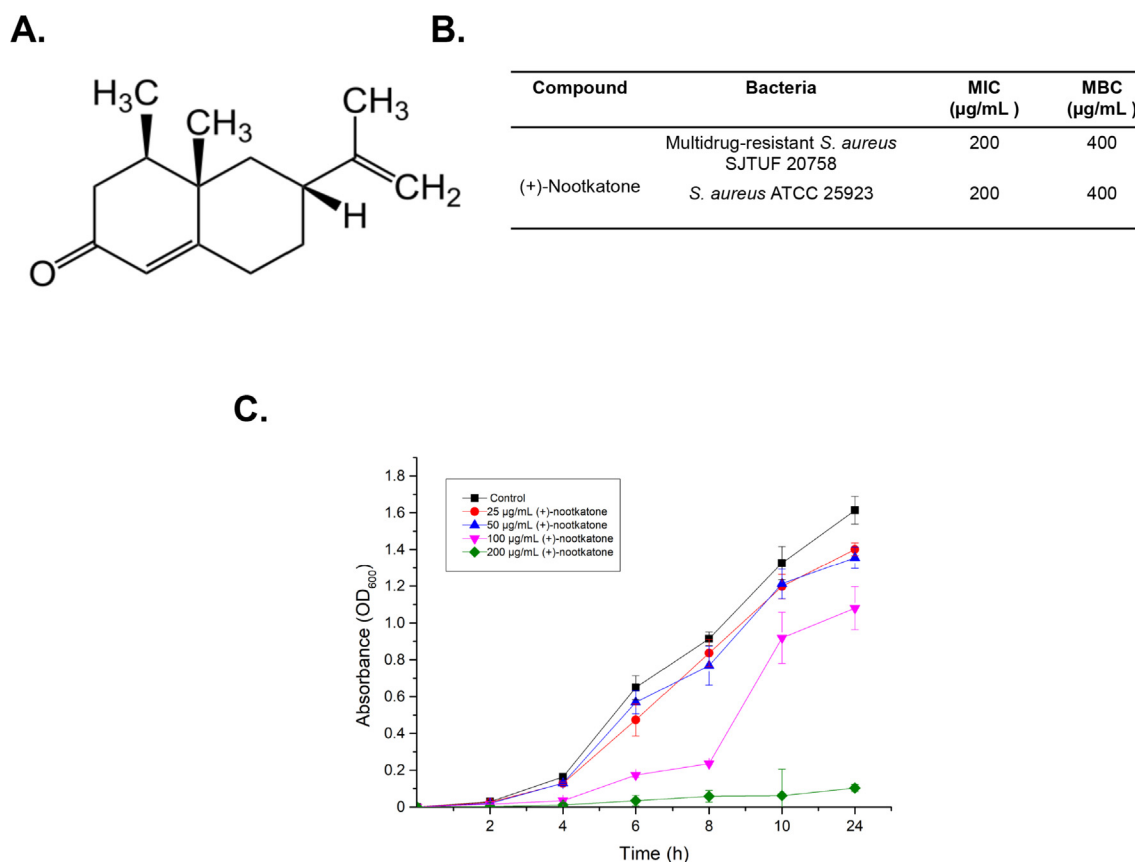 A.
H₃C
CH₃
CH₃
CH₂
H
O
B.
Compound Bacteria MIC (µg/mL ) MBC (µg/mL )
(+)-Nootkatone
Multidrug-resistant S. aureus SJTUF 20758 200 400
S. aureus ATCC 25923 200 400
C.
Absorbance (OD₆₀₀)
1.8
1.6
1.4
1.2
1.0
0.8
0.6
0.4
0.2
0
Control
25 µg/mL (+)-nootkatone
50 µg/mL (+)-nootkatone
100 µg/mL (+)-nootkatone
200 µg/mL (+)-nootkatone
2 4 6 8 10 24
Time (h)